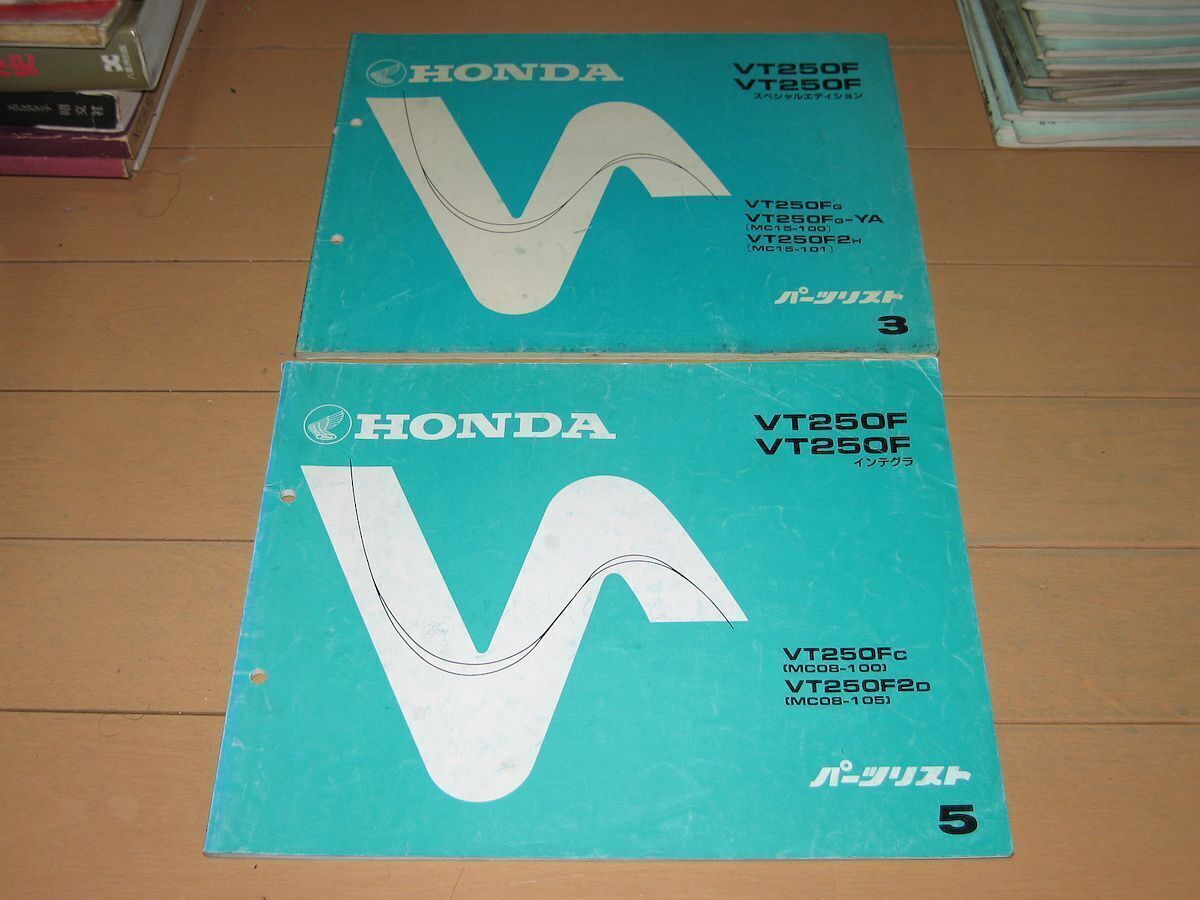 HONDA
VT250F
VT250F
スペシャルエディション
VT250FG
VT250FG-YA
[MC15-100]
VT250F2H
[MC15-101]
パーツリスト
3
HONDA
VT250F
VT250F
インテグラ
VT250FC
(MC08-100)
VT250F2D
(MC08-105)
パーツリスト
5